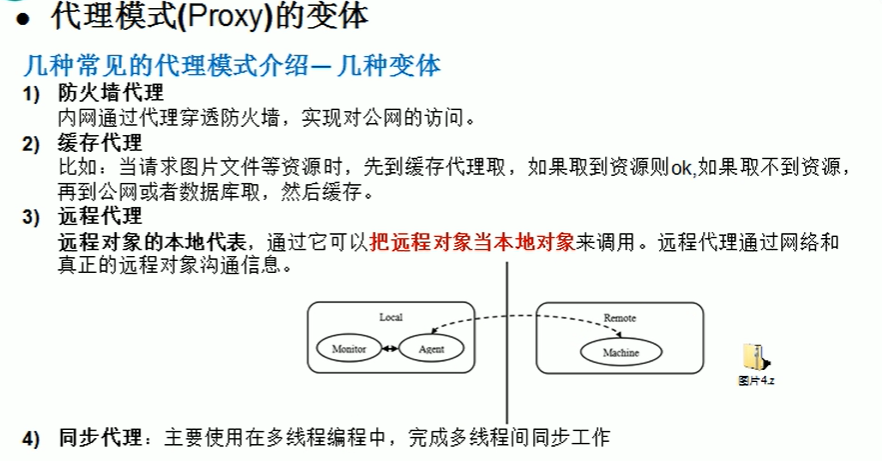 ● 代理模式(Proxy)的变体
几种常见的代理模式介绍— 几种变体
1) 防火墙代理
内网通过代理穿透防火墙，实现对公网的访问。
2) 缓存代理
比如：当请求图片文件等资源时，先到缓存代理取，如果取到资源则ok,如果取不到资源，
再到公网或者数据库取，然后缓存。
3) 远程代理
远程对象的本地代表，通过它可以把远程对象当本地对象来调用。远程代理通过网络和
真正的远程对象沟通信息。
Local
Remote
Monitor
Agent
Machine
图片4.z
4) 同步代理：主要使用在多线程编程中，完成多线程间同步工作